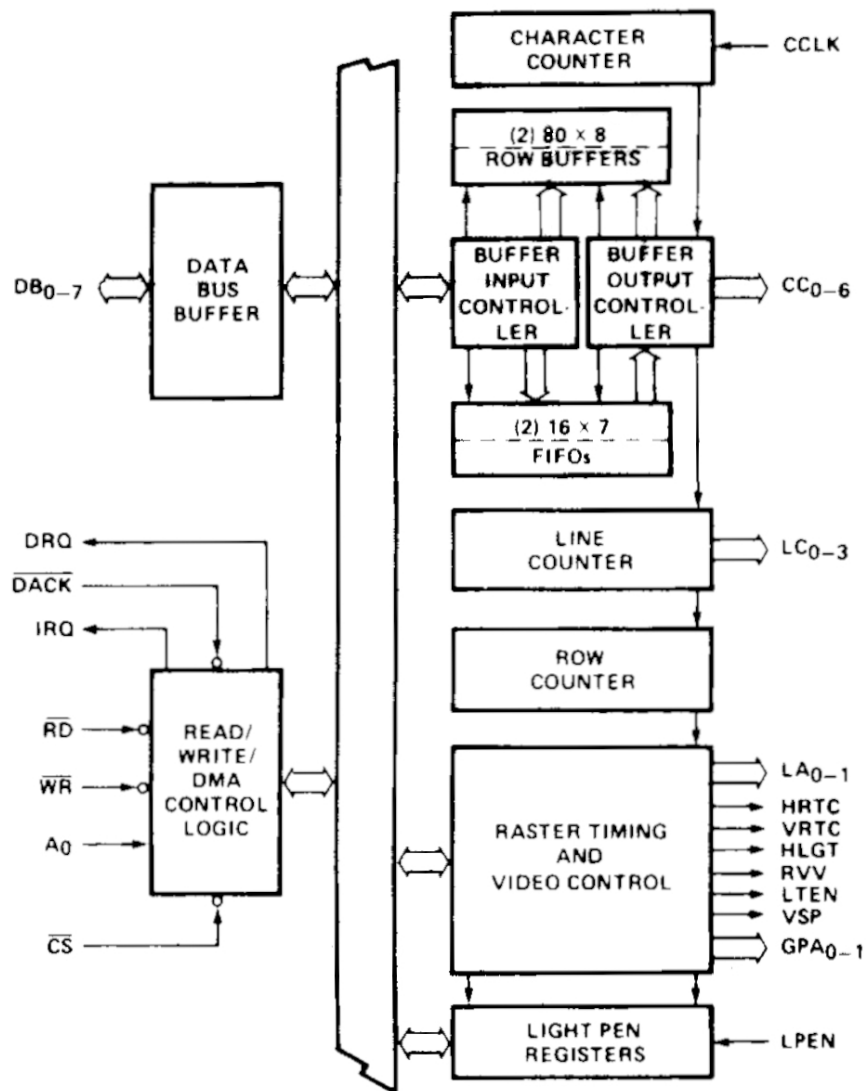 CHARACTER
COUNTER
CCLK
(2) 80 × 8
ROW BUFFERS
DB0–7
DATA
BUS
BUFFER
BUFFER
INPUT
CONTROL-
LER
BUFFER
OUTPUT
CONTROL-
LER
CC0–6
(2) 16 × 7
FIFOs
DRQ
DACK
IRQ
RD
WR
A0
CS
READ/
WRITE/
DMA
CONTROL
LOGIC
LINE
COUNTER
LC0–3
ROW
COUNTER
RASTER TIMING
AND
VIDEO CONTROL
LA0–1
HRTC
VRTC
HLGT
RVV
LTEN
VSP
GPA0–1
LIGHT PEN
REGISTERS
LPEN